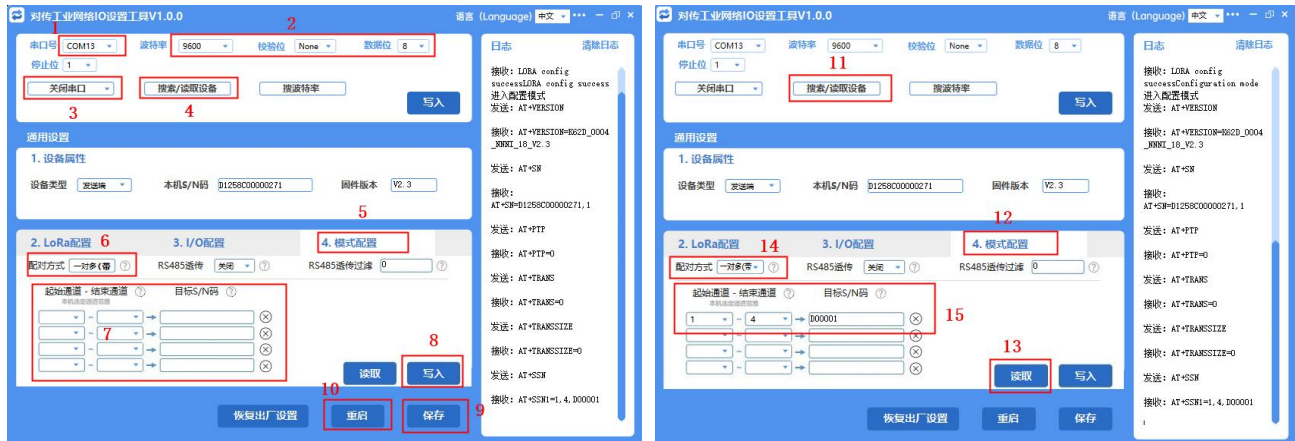 对传工业网络IO设置工具V1.0.0
语言 (Language) 中文
1
2
串口号 COM13 波特率 9600 校验位 None 数据位 8
停止位 1
关闭串口 搜索/读取设备 搜波特率
3
4
写入
通用设置
1. 设备属性
设备类型 发送端 本机S/N码 D1258C00000271 固件版本 V2.3
5
2. LoRa配置 6 3. I/O配置 4. 模式配置
配对方式 一对多(带 RS485透传 关闭 RS485透传过滤 0
起始通道 - 结束通道 目标S/N码
本机选定通道范围
7
8
读取 写入
10
恢复出厂设置 重启 保存 9
日志 清除日志
接收: LORA config
successLORA config success
进入配置模式
发送: AT+VERSION
接收: AT+VERSION=K62D_0004
_NNNI_18_V2.3
发送: AT+SN
接收:
AT+SN=D1258C00000271,1
发送: AT+PTP
接收: AT+PTP=0
发送: AT+TRANS
接收: AT+TRANS=0
发送: AT+TRANSSIZE
接收: AT+TRANSSIZE=0
发送: AT+SSN
接收: AT+SSN1=1,4,D00001
对传工业网络IO设置工具V1.0.0
语言 (Language) 中文
串口号 COM13 波特率 9600 校验位 None 数据位 8
停止位 1
11
关闭串口 搜索/读取设备 搜波特率
写入
通用设置
1. 设备属性
设备类型 发送端 本机S/N码 D1258C00000271 固件版本 V2.3
12
2. LoRa配置 14 3. I/O配置 4. 模式配置
配对方式 一对多(带 RS485透传 关闭 RS485透传过滤 0
起始通道 - 结束通道 目标S/N码
本机选定通道范围
1 ~ 4 D00001 15
13
读取 写入
恢复出厂设置 重启 保存
日志 清除日志
接收: LORA config
successConfiguration mode
进入配置模式
发送: AT+VERSION
接收: AT+VERSION=K62D_0004
_NNNI_18_V2.3
发送: AT+SN
接收:
AT+SN=D1258C00000271,1
发送: AT+PTP
接收: AT+PTP=0
发送: AT+TRANS
接收: AT+TRANS=0
发送: AT+TRANSSIZE
接收: AT+TRANSSIZE=0
发送: AT+SSN
接收: AT+SSN1=1,4,D00001